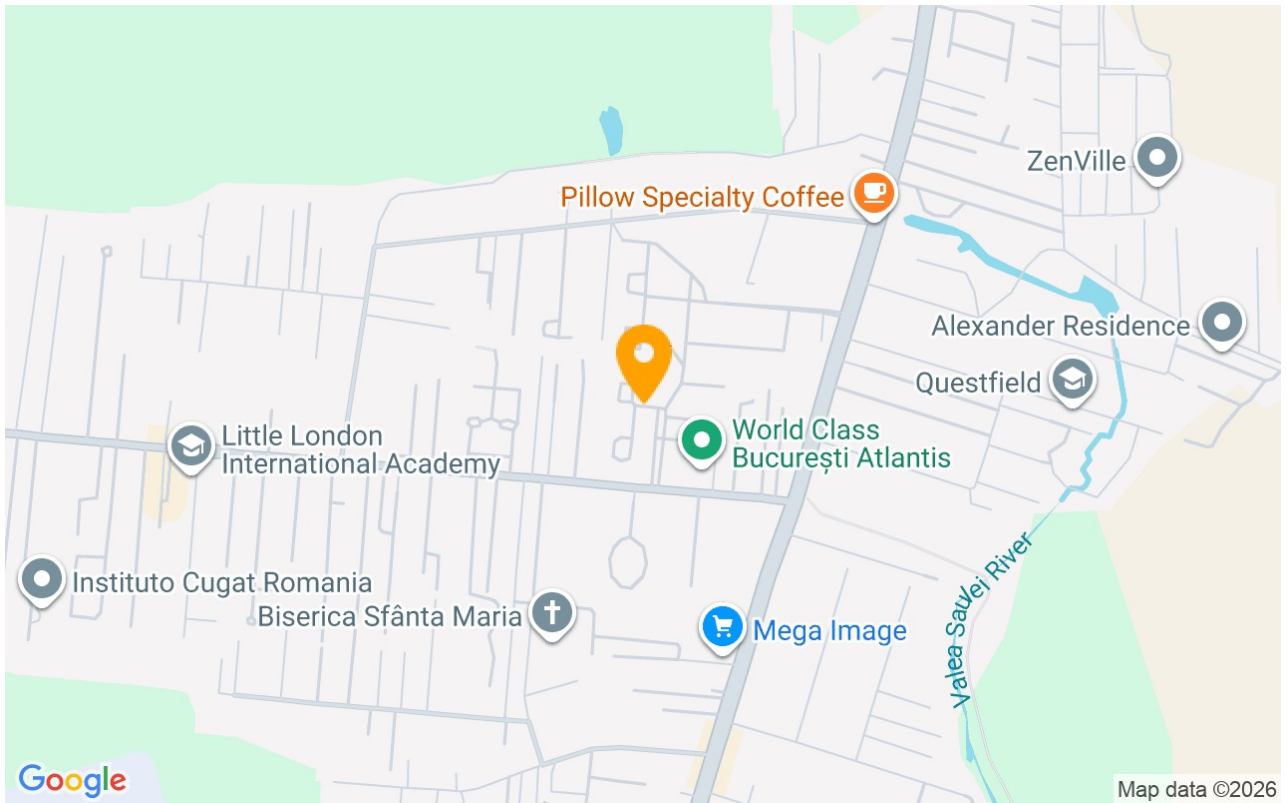 ZenVille
Pillow Specialty Coffee
Alexander Residence
Questfield
World Class
București Atlantis
Little London
International Academy
Valea Saulei River
Instituto Cugat Romania
Biserica Sfânta Maria
Mega Image
Google
Map data ©2026